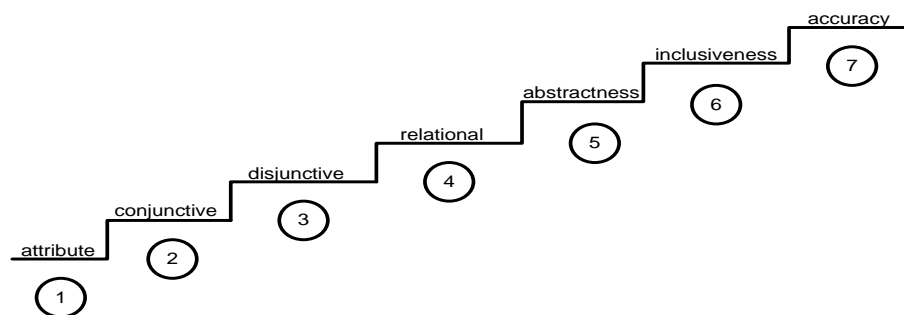 attribute
1
conjunctive
2
disjunctive
3
relational
4
abstractness
5
inclusiveness
6
accuracy
7